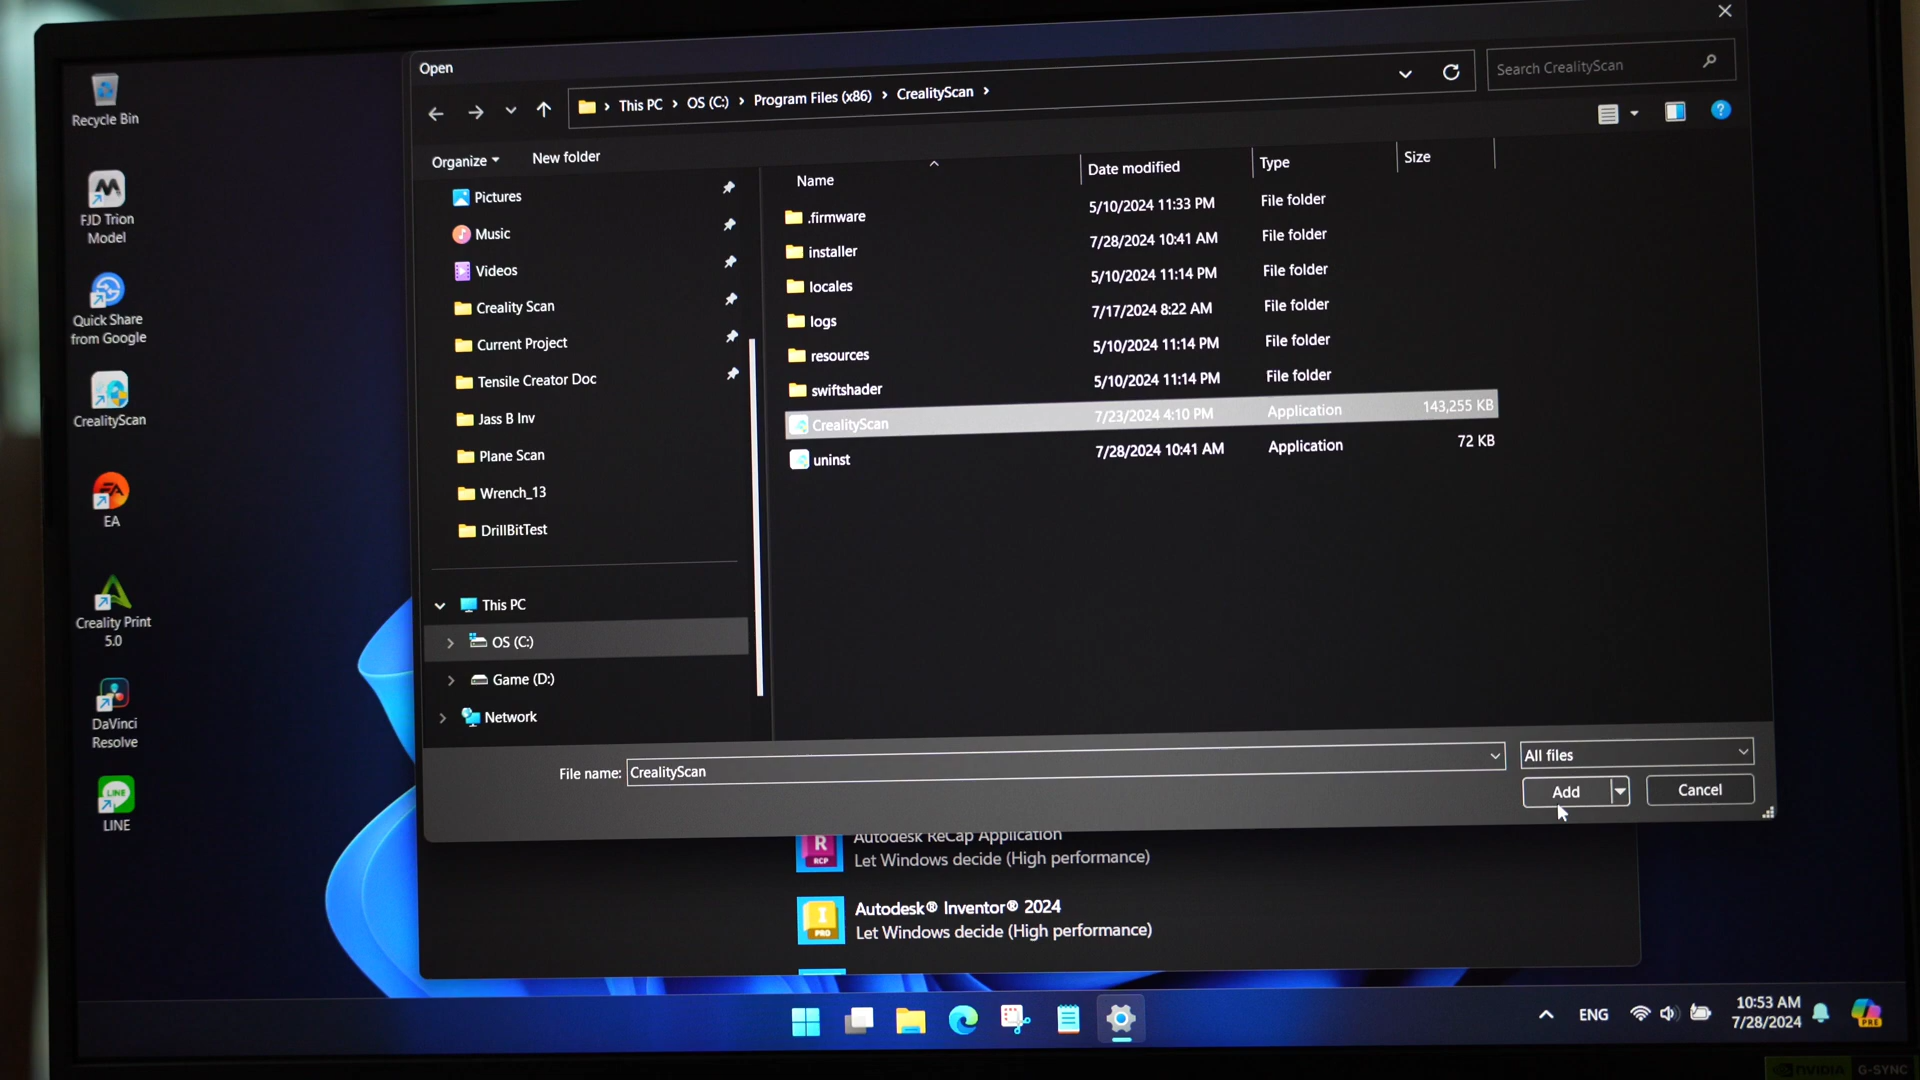 Recycle Bin
FJD Trion
Model
Quick Share
from Google
CrealityScan
EA
Creality Print
5.0
DaVinci
Resolve
LINE
LINE
Open
This PC > OS (C:) > Program Files (x86) > CrealityScan >
Search CrealityScan
Organize
New folder
Pictures
Music
Videos
Creality Scan
Current Project
Tensile Creator Doc
Jass B Inv
Plane Scan
Wrench_13
DrillBitTest
This PC
OS (C:)
Game (D:)
Network
Name Date modified Type Size
.firmware 5/10/2024 11:33 PM File folder
installer 7/28/2024 10:41 AM File folder
locales 5/10/2024 11:14 PM File folder
logs 7/17/2024 8:22 AM File folder
resources 5/10/2024 11:14 PM File folder
swiftshader 5/10/2024 11:14 PM File folder
CrealityScan 7/23/2024 4:10 PM Application 143,255 KB
uninst 7/28/2024 10:41 AM Application 72 KB
File name: CrealityScan
All files
Add
Cancel
R
RCP
Autodesk ReCap Application
Let Windows decide (High performance)
I
PRO
Autodesk® Inventor® 2024
Let Windows decide (High performance)
ENG
10:53 AM
7/28/2024
PRE
NVIDIA G-SYNC